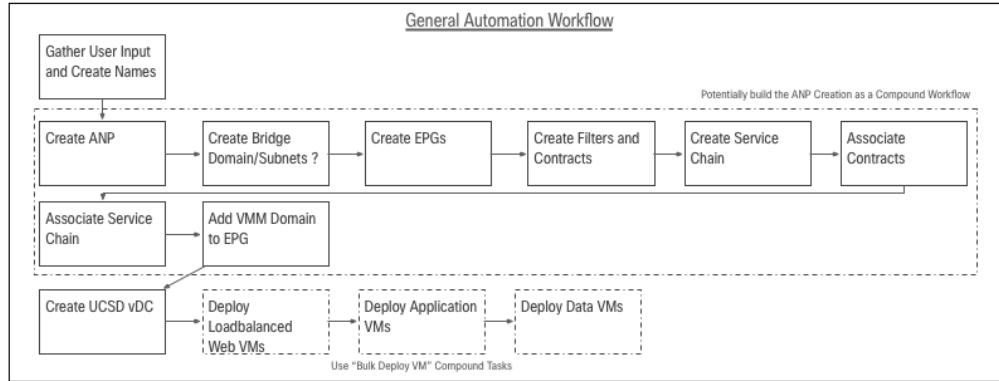 General Automation Workflow
Gather User Input
and Create Names
Potentially build the ANP Creation as a Compound Workflow
Create ANP
Create Bridge
Domain/Subnets ?
Create EPGs
Create Filters and
Contracts
Create Service
Chain
Associate
Contracts
Associate Service
Chain
Add VMM Domain
to EPG
Create UCSD vDC
Deploy
Loadbalanced
Web VMs
Deploy Application
VMs
Deploy Data VMs
Use "Bulk Deploy VM" Compound Tasks